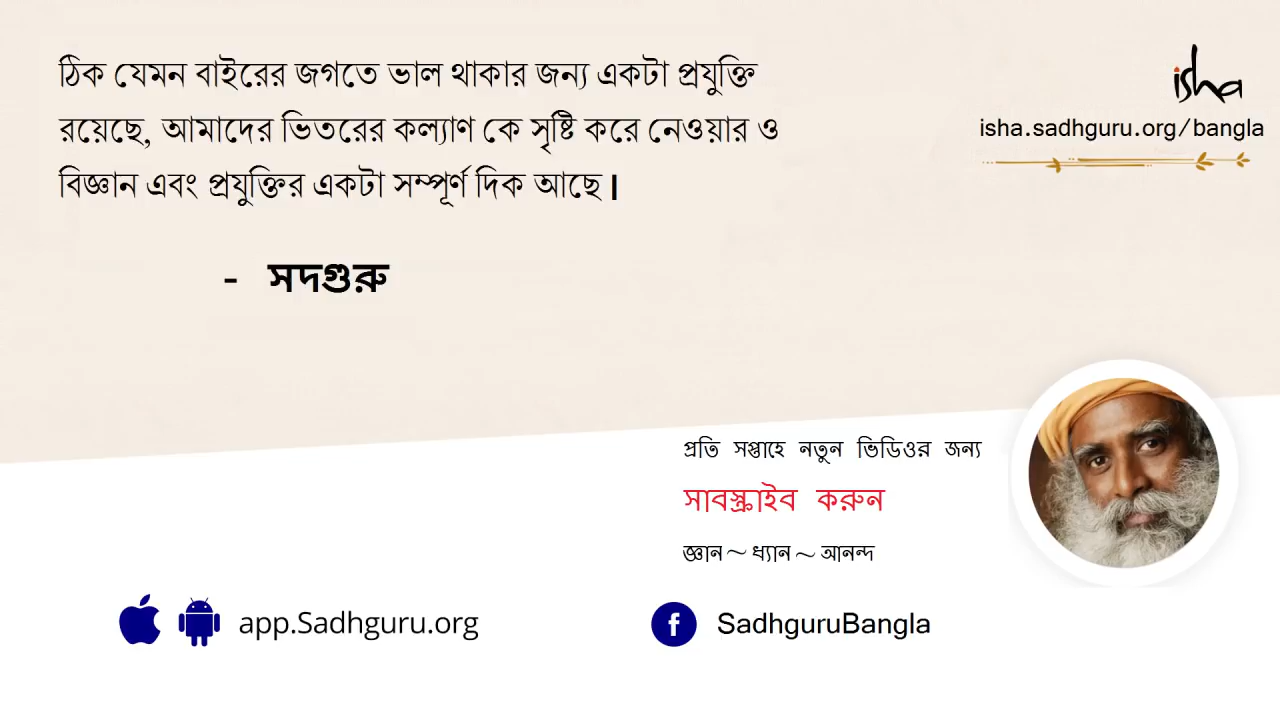 ঠিক যেমন বাইরের জগতে ভাল থাকার জন্য একটা প্রযুক্তি
রয়েছে, আমাদের ভিতরের কল্যাণ কে সৃষ্টি করে নেওয়ার ও
বিজ্ঞান এবং প্রযুক্তির একটা সম্পূর্ণ দিক আছে।
- সদগুরু
isha
isha.sadhguru.org/bangla
প্রতি সপ্তাহে নতুন ভিডিওর জন্য
সাবস্ক্রাইব করুন
জ্ঞান ~ ধ্যান ~ আনন্দ
app.Sadhguru.org
f SadhguruBangla